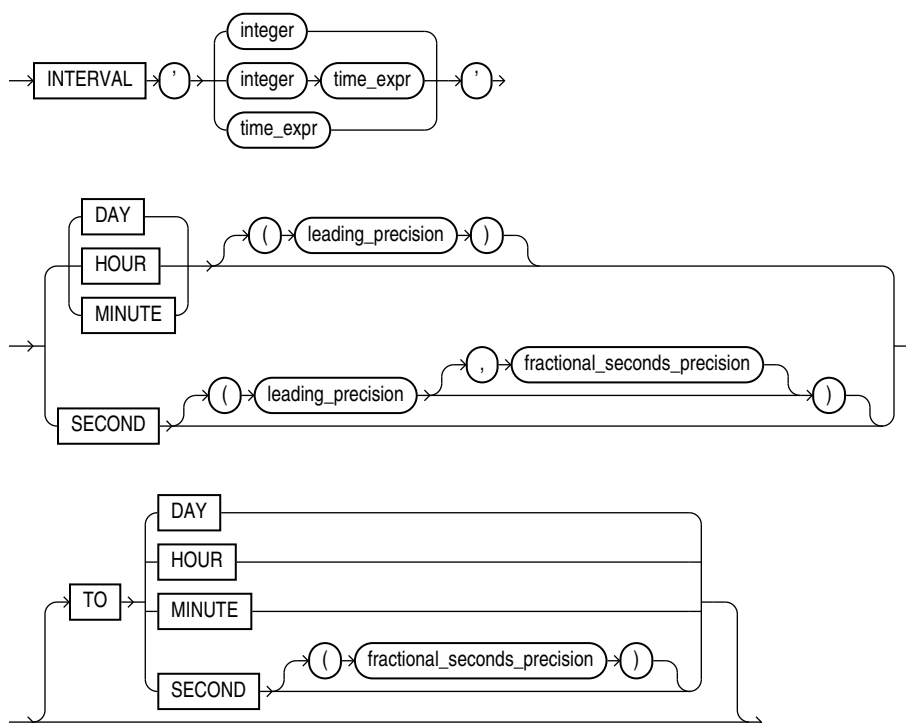 integer
INTERVAL ’ integer time_expr ’
time_expr
DAY
( leading_precision )
HOUR
MINUTE
, fractional_seconds_precision
( leading_precision )
SECOND
DAY
HOUR
TO
MINUTE
( fractional_seconds_precision )
SECOND